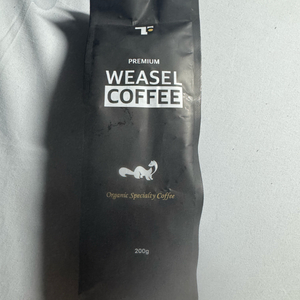 PREMIUM
WEASEL
COFFEE
Organic Specialty Coffee
200g